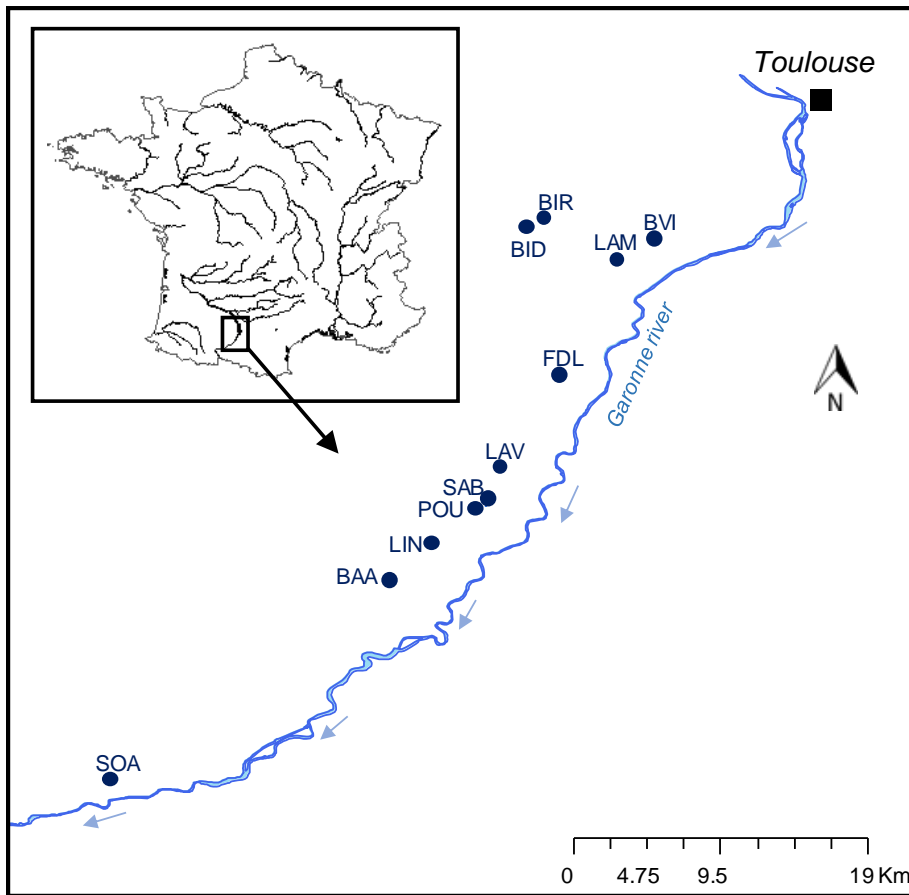 Toulouse
BIR
BVI
BID
LAM
Garonne river
FDL
N
LAV
SAB
POU
LIN
BAA
SOA
0 4.75 9.5 19 Km